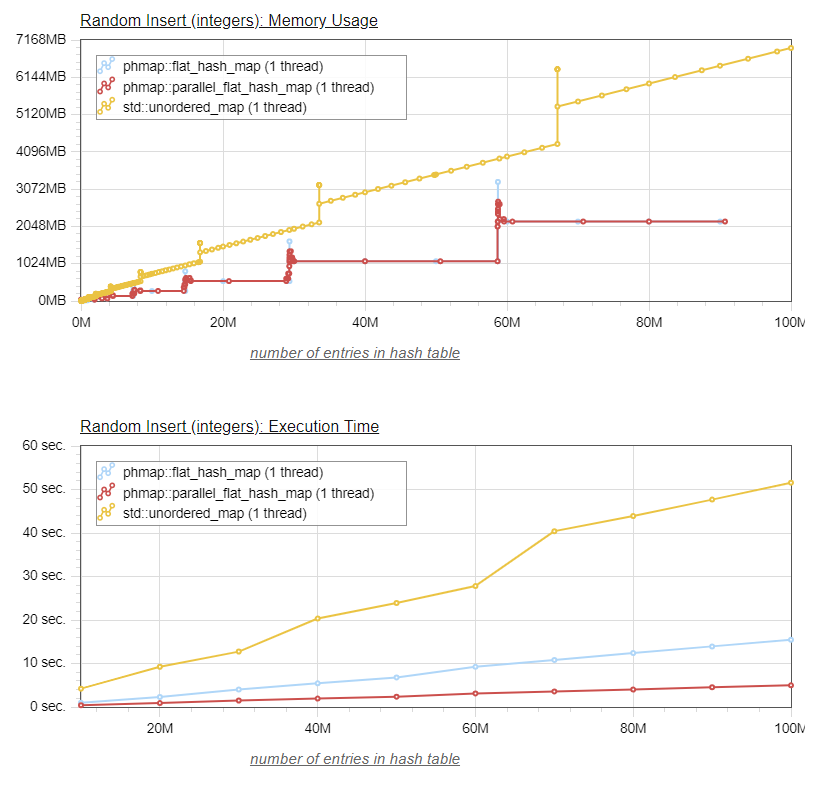 Random Insert (integers): Memory Usage
7168MB
6144MB
5120MB
4096MB
3072MB
2048MB
1024MB
0MB
phmap::flat_hash_map (1 thread)
phmap::parallel_flat_hash_map (1 thread)
std::unordered_map (1 thread)
0M 20M 40M 60M 80M 100M
number of entries in hash table
Random Insert (integers): Execution Time
60 sec.
50 sec.
40 sec.
30 sec.
20 sec.
10 sec.
0 sec.
phmap::flat_hash_map (1 thread)
phmap::parallel_flat_hash_map (1 thread)
std::unordered_map (1 thread)
20M 40M 60M 80M 100M
number of entries in hash table